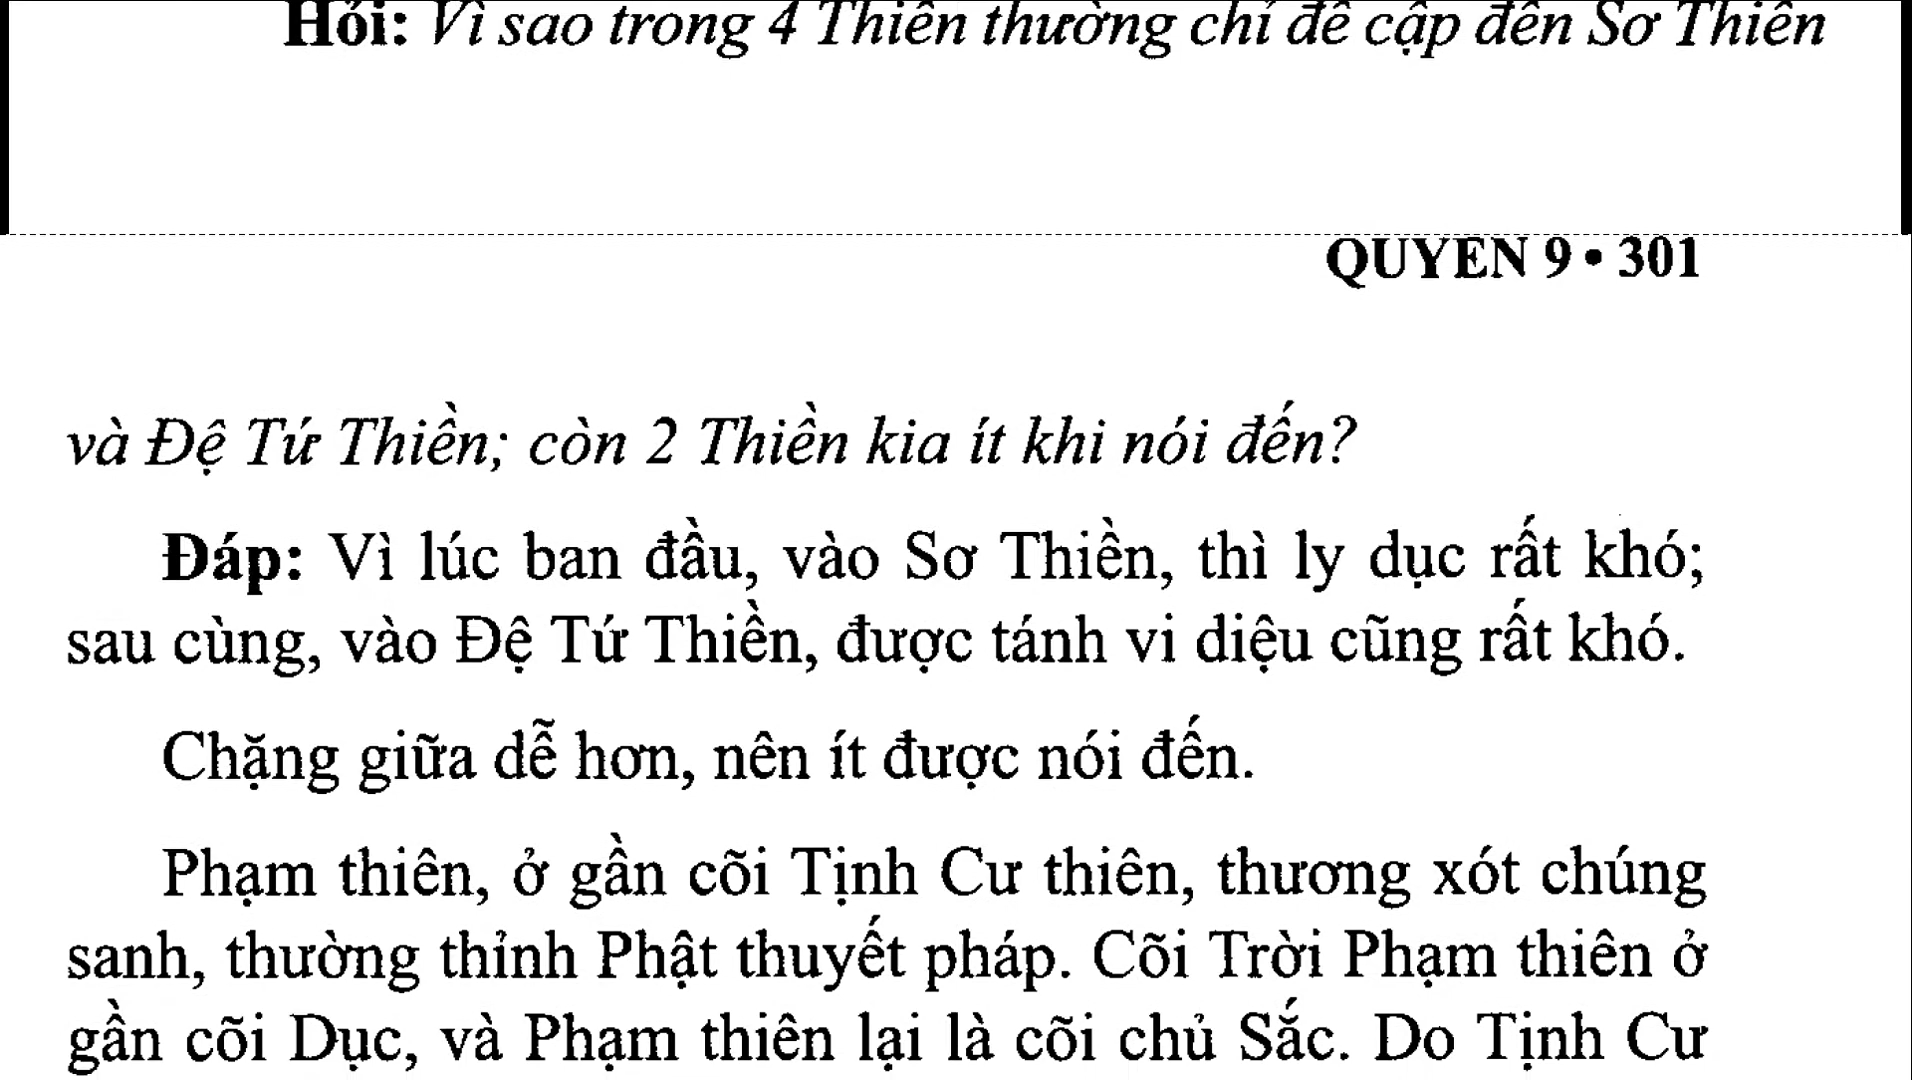 Hỏi: Vì sao trong 4 Thiền thường chỉ đề cập đến Sơ Thiền
QUYỂN 9 • 301
và Đệ Tứ Thiền; còn 2 Thiền kia ít khi nói đến?
Đáp: Vì lúc ban đầu, vào Sơ Thiền, thì ly dục rất khó;
sau cùng, vào Đệ Tứ Thiền, được tánh vi diệu cũng rất khó.
Chặng giữa dễ hơn, nên ít được nói đến.
Phạm thiên, ở gần cõi Tịnh Cư thiên, thương xót chúng
sanh, thường thỉnh Phật thuyết pháp. Cõi Trời Phạm thiên ở
gần cõi Dục, và Phạm thiên lại là cõi chủ Sắc. Do Tịnh Cư